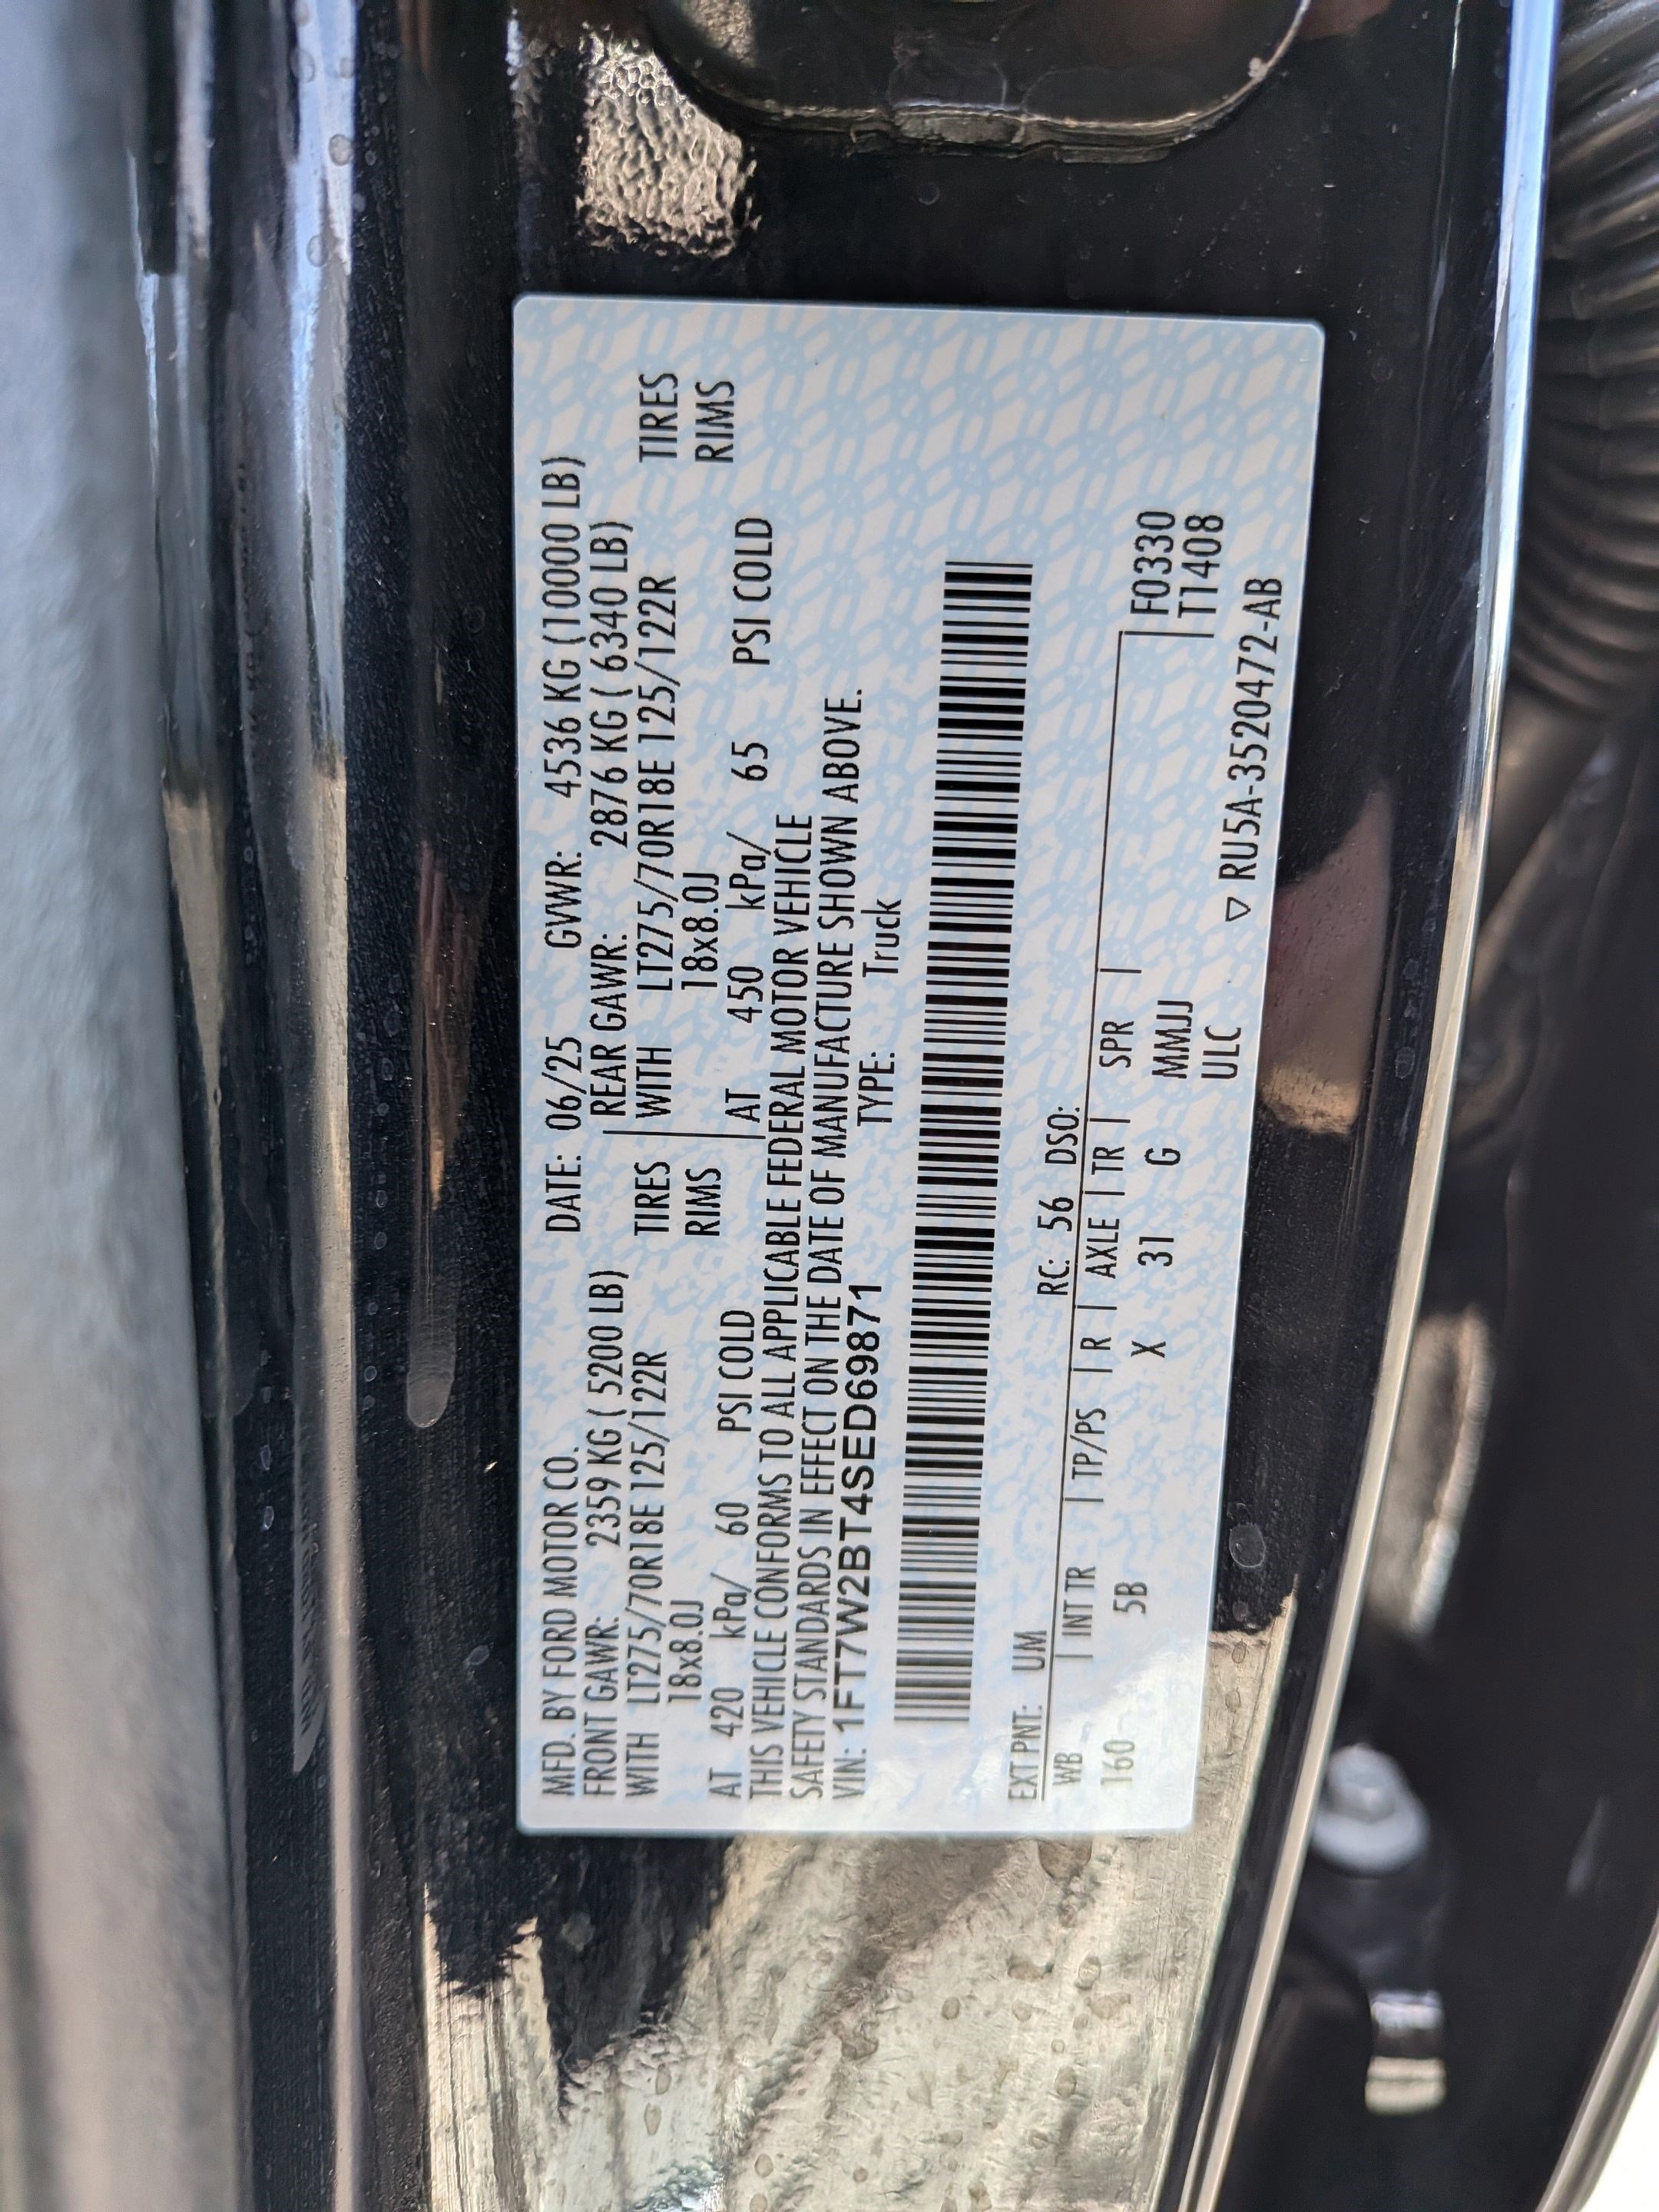 MFD. BY FORD MOTOR CO. DATE: 06/25 GVWR: 4536 KG (10000 LB)
FRONT GAWR: 2359 KG ( 5200 LB) REAR GAWR: 2876 KG ( 6340 LB)
WITH LT275/70R18E 125/122R TIRES WITH LT275/70R18E 125/122R TIRES
18x8.0J RIMS 18x8.0J RIMS
AT 420 kPa/ 60 PSI COLD AT 450 kPa/ 65 PSI COLD
THIS VEHICLE CONFORMS TO ALL APPLICABLE FEDERAL MOTOR VEHICLE
SAFETY STANDARDS IN EFFECT ON THE DATE OF MANUFACTURE SHOWN ABOVE.
VIN: 1FT7W2BT4SED69871 TYPE: Truck
EXT PNT: UM RC: 56 DSO:
WB | INT TR | TP/PS | R | AXLE | TR | SPR | F0330
160 5B X 31 G MMJJ T1408
ULC ▽ RU5A-3520472-AB